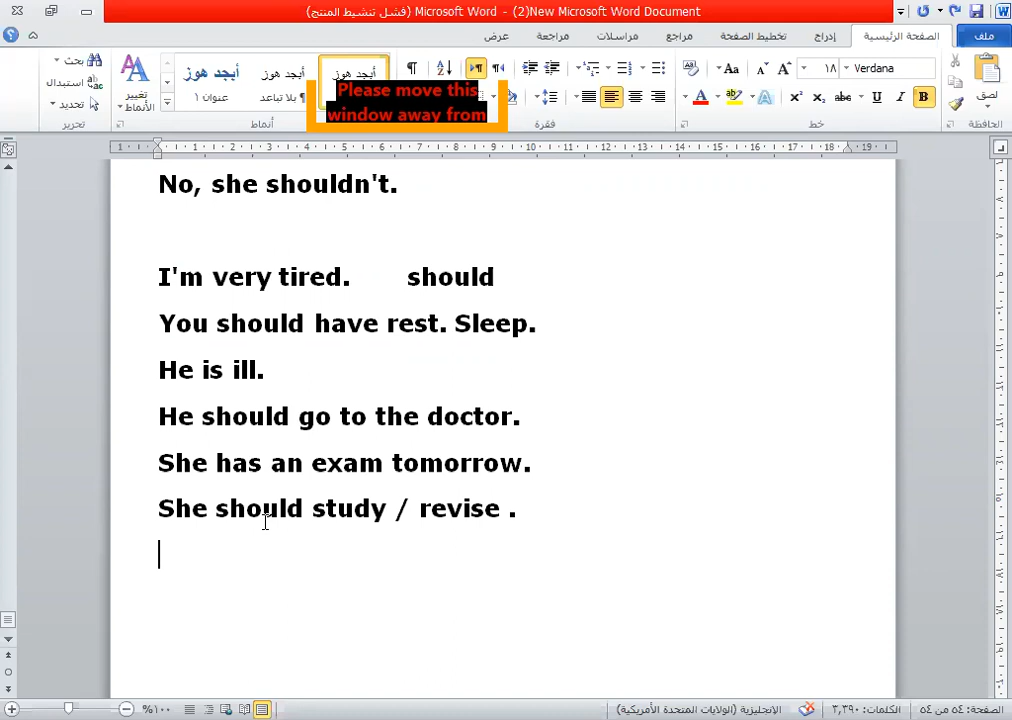 New Microsoft Word Document(2) - Microsoft Word (فشل تنشيط المنتج)
ملف
الصفحة الرئيسية
إدراج
تخطيط الصفحة
مراجع
مراسلات
مراجعة
عرض
لصق
الحافظة
Verdana
١٨
Aa
خط
فقرة
أبجد هوز
أبجد هوز
بلا تباعد
أبجد هوز
عنوان ١
تغيير
الأنماط
أنماط
بحث
استبدال
تحديد
تحرير
Please move this
window away from
No, she shouldn't.
I'm very tired. should
You should have rest. Sleep.
He is ill.
He should go to the doctor.
She has an exam tomorrow.
She should study / revise .
الصفحة: ٥٤ من ٥٤
الكلمات: ٣,٣٩٠
الإنجليزية (الولايات المتحدة الأمريكية)
%١٠٠